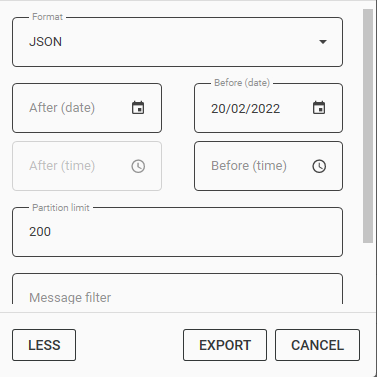 Format
JSON
Before (date)
After (date)
20/02/2022
After (time)
Before (time)
Partition limit
200
Message filter
LESS
EXPORT
CANCEL